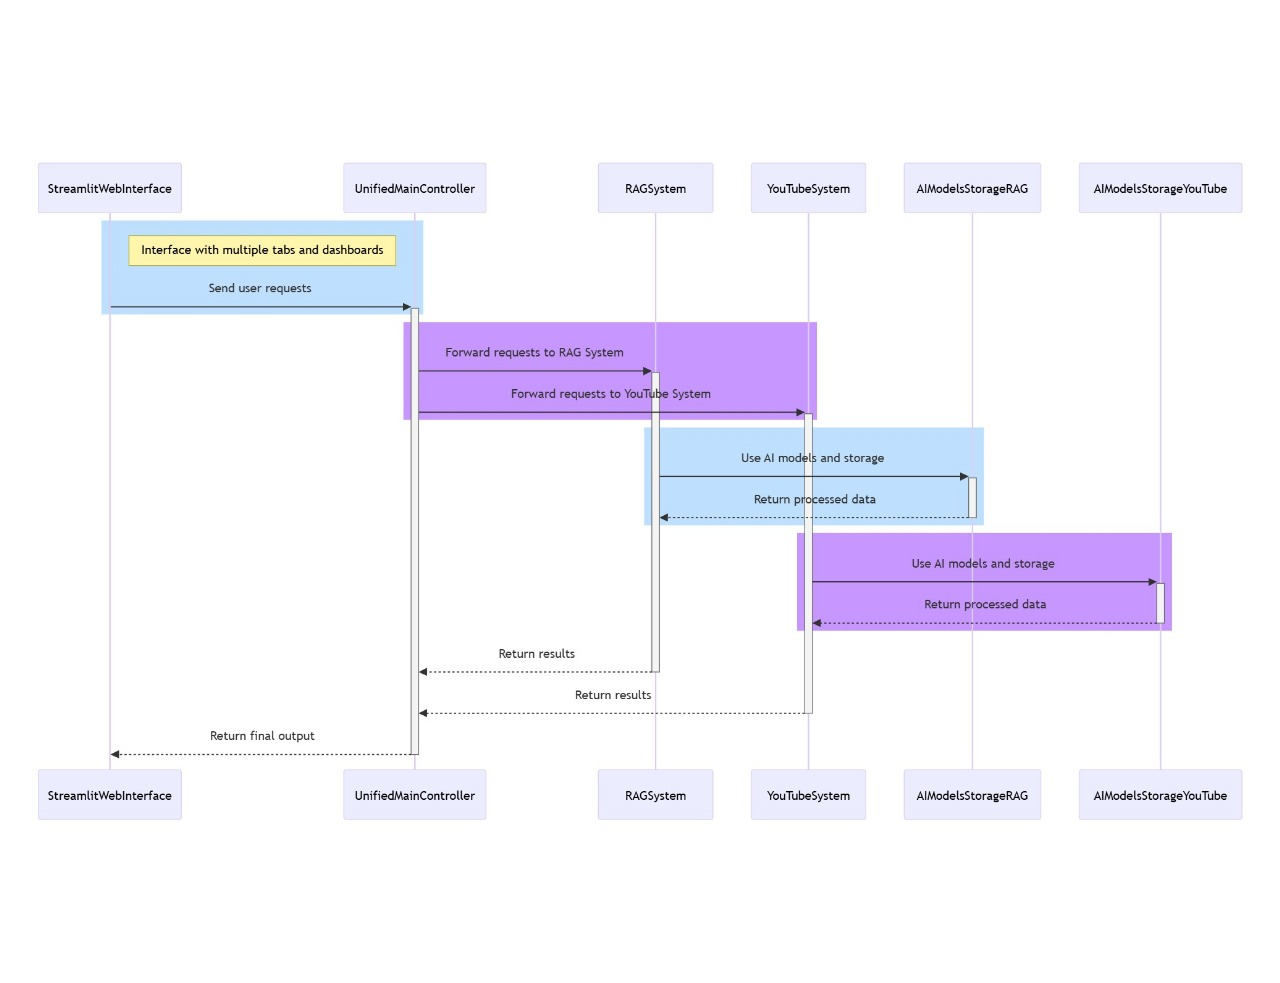 StreamlitWebInterface
UnifiedMainController
RAGSystem
YouTubeSystem
AIModelsStorageRAG
AIModelsStorageYouTube
Interface with multiple tabs and dashboards
Send user requests
Forward requests to RAG System
Forward requests to YouTube System
Use AI models and storage
Return processed data
Use AI models and storage
Return processed data
Return results
Return results
Return final output
StreamlitWebInterface
UnifiedMainController
RAGSystem
YouTubeSystem
AIModelsStorageRAG
AIModelsStorageYouTube